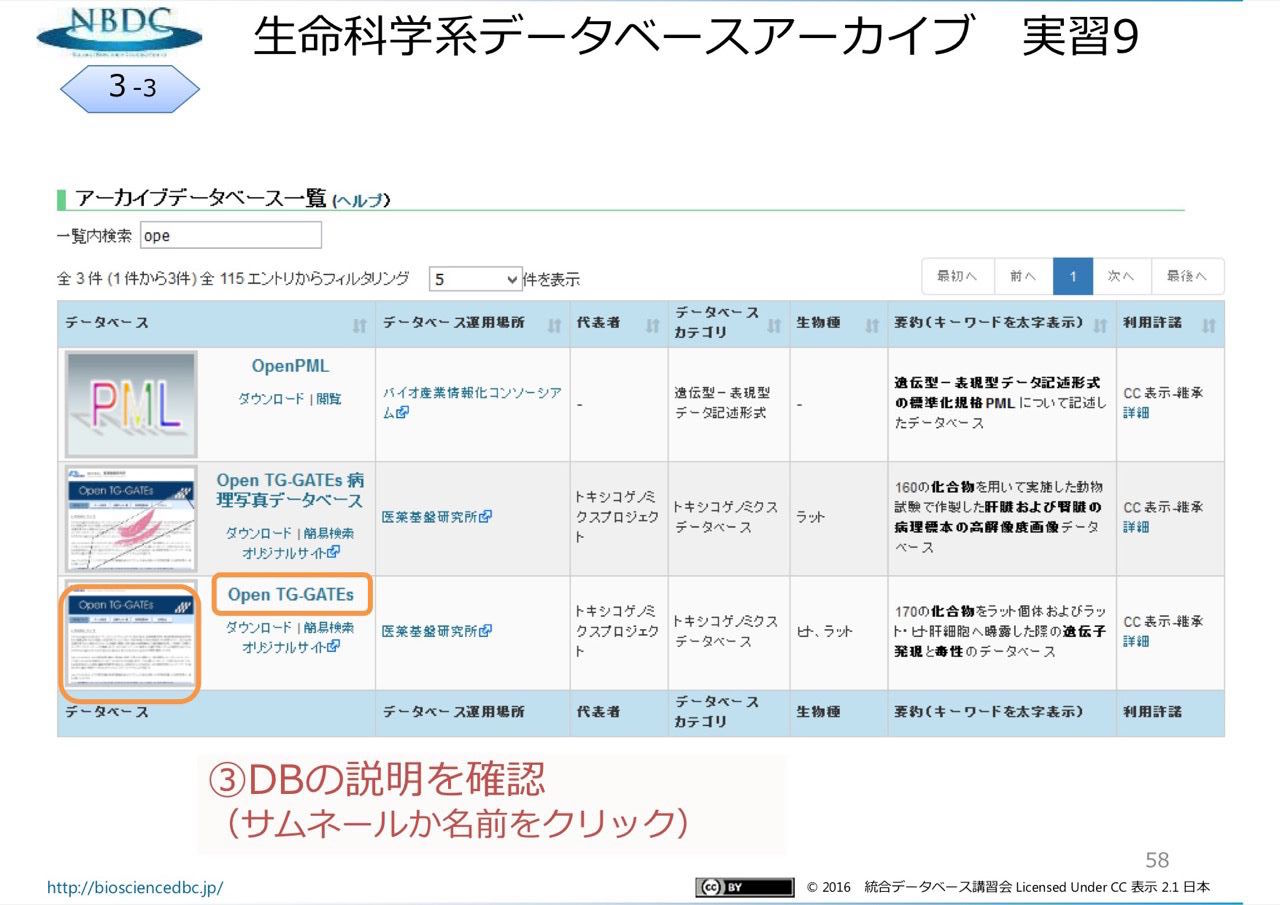 NBDC
生命科学系データベースアーカイブ　実習9
3 -3
アーカイブデータベース一覧 (ヘルプ)
一覧内検索 ope
全 3 件 (1 件から3件) 全 115 エントリからフィルタリング 5 件を表示
最初へ 前へ 1 次へ 最後へ
データベース データベース運用場所 代表者 データベースカテゴリ 生物種 要約(キーワードを太字表示) 利用許諾
PML
OpenPML
ダウンロード | 閲覧
バイオ産業情報化コンソーシア
ム
-
遺伝型－表現型
データ記述形式
-
遺伝型－表現型データ記述形式
の標準化規格 PML について記述し
たデータベース
CC 表示-継承
詳細
Open TG-GATEs
Open TG-GATEs 病
理写真データベース
ダウンロード | 簡易検索
オリジナルサイト
医薬基盤研究所
トキシコゲノミ
クスプロジェク
ト
トキシコゲノミクス
データベース
ラット
160の化合物を用いて実施した動物
試験で作製した肝臓および腎臓の
病理標本の高解像度画像データ
ベース
CC 表示-継承
詳細
Open TG-GATEs
Open TG-GATEs
ダウンロード | 簡易検索
オリジナルサイト
医薬基盤研究所
トキシコゲノミ
クスプロジェク
ト
トキシコゲノミクス
データベース
ヒト、ラット
170の化合物をラット個体およびラッ
ト・ヒト肝細胞へ曝露した際の遺伝子
発現と毒性のデータベース
CC 表示-継承
詳細
データベース データベース運用場所 代表者 データベースカテゴリ 生物種 要約(キーワードを太字表示) 利用許諾
③DBの説明を確認
（サムネールか名前をクリック）
58
http://biosciencedbc.jp/
cc BY © 2016　統合データベース講習会 Licensed Under CC 表示 2.1 日本